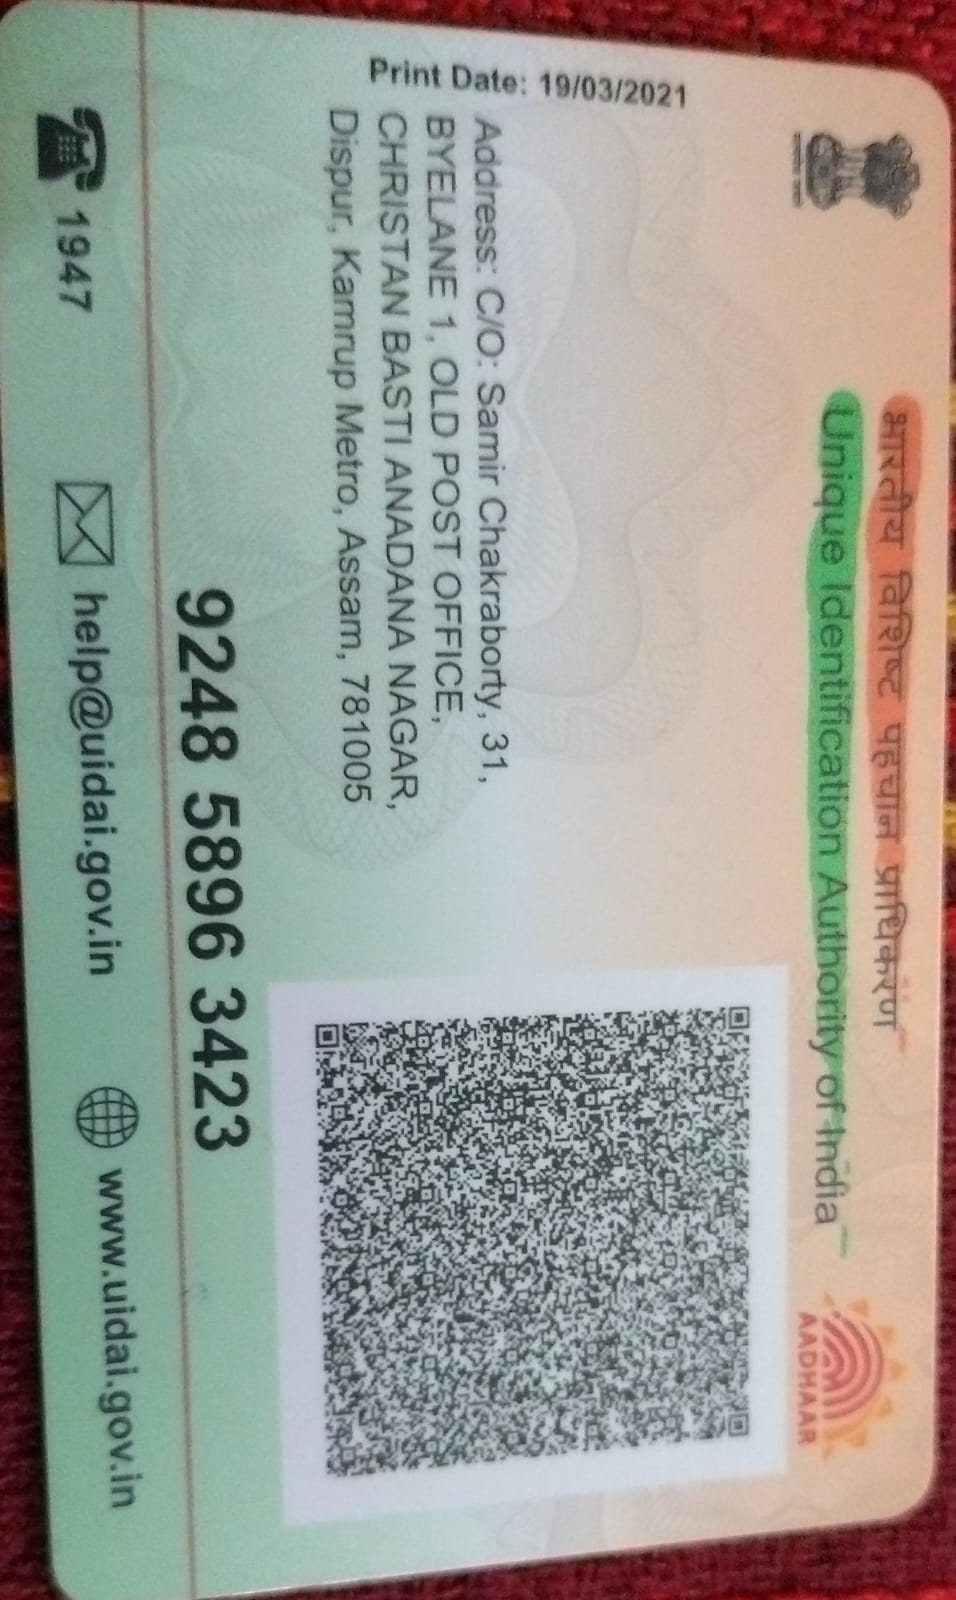 भारतीय विशिष्ट पहचान प्राधिकरण
Unique Identification Authority of India
AADHAAR
Print Date: 19/03/2021
Address: C/O: Samir Chakraborty, 31,
BYELANE 1, OLD POST OFFICE,
CHRISTAN BASTI ANADANA NAGAR,
Dispur, Kamrup Metro, Assam, 781005
9248 5896 3423
1947
help@uidai.gov.in
www.uidai.gov.in